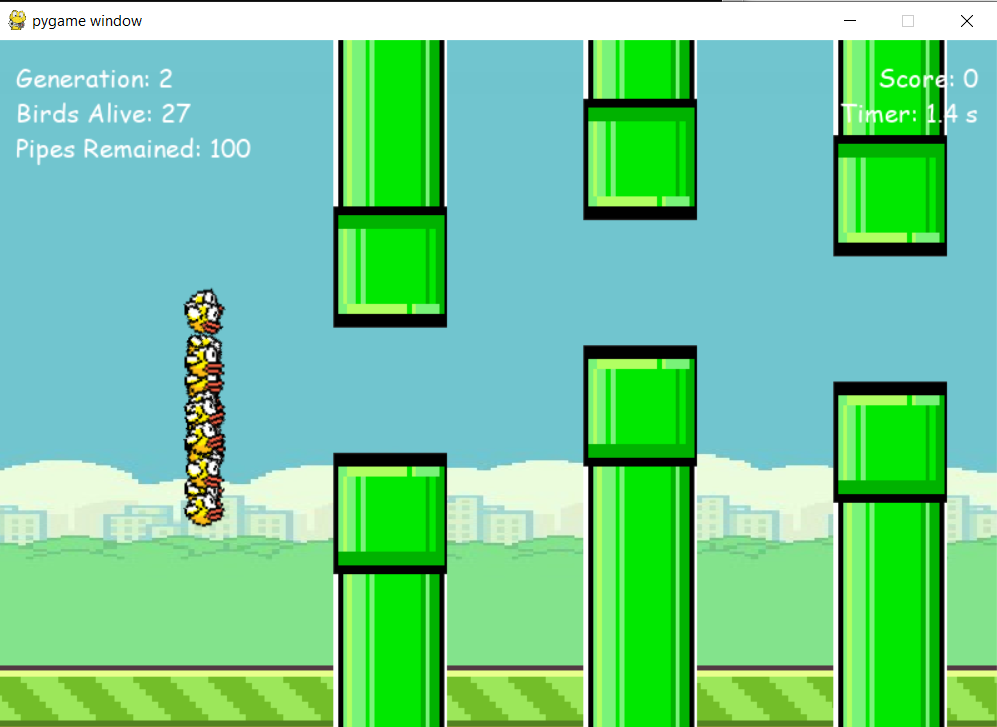 pygame window
Generation: 2
Score: 0
Birds Alive: 27
Timer: 1.4 s
Pipes Remained: 100